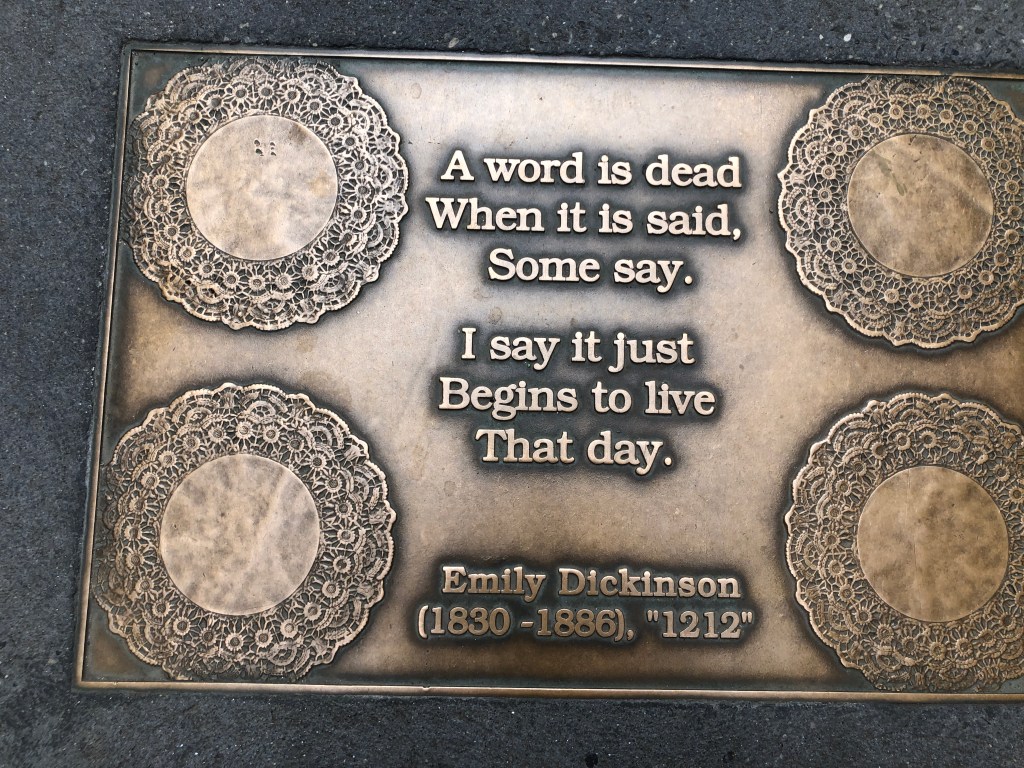 A word is dead
When it is said,
Some say.
I say it just
Begins to live
That day.
Emily Dickinson
(1830 -1886), "1212"